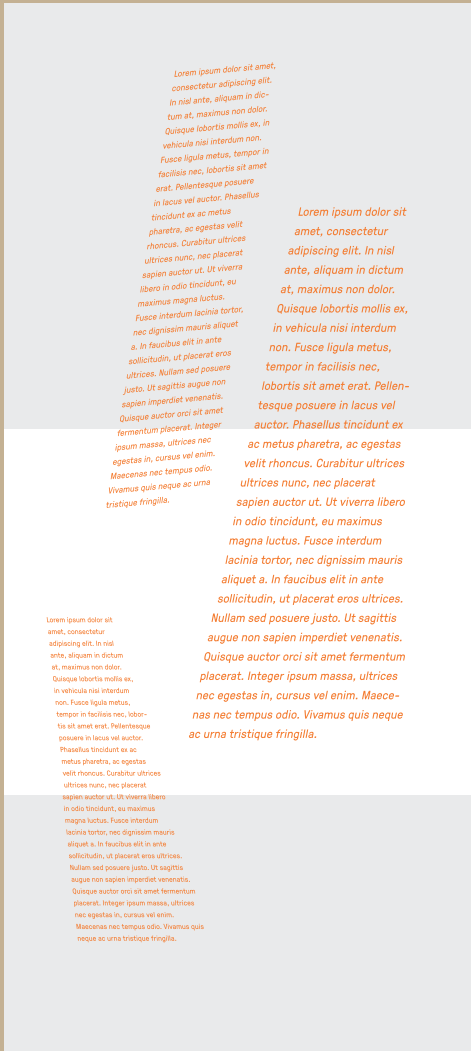 Lorem ipsum dolor sit amet,
consectetur adipiscing elit.
In nisl ante, aliquam in dic-
tum at, maximus non dolor.
Quisque lobortis mollis ex, in
vehicula nisi interdum non.
Fusce ligula metus, tempor in
facilisis nec, lobortis sit amet
erat. Pellentesque posuere
in lacus vel auctor. Phasellus
tincidunt ex ac metus
pharetra, ac egestas velit
rhoncus. Curabitur ultrices
ultrices nunc, nec placerat
sapien auctor ut. Ut viverra
libero in odio tincidunt, eu
maximus magna luctus.
Fusce interdum lacinia tortor,
nec dignissim mauris aliquet
a. In faucibus elit in ante
sollicitudin, ut placerat eros
ultrices. Nullam sed posuere
justo. Ut sagittis augue non
sapien imperdiet venenatis.
Quisque auctor orci sit amet
fermentum placerat. Integer
ipsum massa, ultrices nec
egestas in, cursus vel enim.
Maecenas nec tempus odio.
Vivamus quis neque ac urna
tristique fringilla.
Lorem ipsum dolor sit
amet, consectetur
adipiscing elit. In nisl
ante, aliquam in dictum
at, maximus non dolor.
Quisque lobortis mollis ex,
in vehicula nisi interdum
non. Fusce ligula metus,
tempor in facilisis nec,
lobortis sit amet erat. Pellen-
tesque posuere in lacus vel
auctor. Phasellus tincidunt ex
ac metus pharetra, ac egestas
velit rhoncus. Curabitur ultrices
ultrices nunc, nec placerat
sapien auctor ut. Ut viverra libero
in odio tincidunt, eu maximus
magna luctus. Fusce interdum
lacinia tortor, nec dignissim mauris
aliquet a. In faucibus elit in ante
sollicitudin, ut placerat eros ultrices.
Nullam sed posuere justo. Ut sagittis
augue non sapien imperdiet venenatis.
Quisque auctor orci sit amet fermentum
placerat. Integer ipsum massa, ultrices
nec egestas in, cursus vel enim. Maece-
nas nec tempus odio. Vivamus quis neque
ac urna tristique fringilla.
Lorem ipsum dolor sit
amet, consectetur
adipiscing elit. In nisl
ante, aliquam in dictum
at, maximus non dolor.
Quisque lobortis mollis ex,
in vehicula nisi interdum
non. Fusce ligula metus,
tempor in facilisis nec, lobor-
tis sit amet erat. Pellentesque
posuere in lacus vel auctor.
Phasellus tincidunt ex ac
metus pharetra, ac egestas
velit rhoncus. Curabitur ultrices
ultrices nunc, nec placerat
sapien auctor ut. Ut viverra libero
in odio tincidunt, eu maximus
magna luctus. Fusce interdum
lacinia tortor, nec dignissim mauris
aliquet a. In faucibus elit in ante
sollicitudin, ut placerat eros ultrices.
Nullam sed posuere justo. Ut sagittis
augue non sapien imperdiet venenatis.
Quisque auctor orci sit amet fermentum
placerat. Integer ipsum massa, ultrices
nec egestas in, cursus vel enim.
Maecenas nec tempus odio. Vivamus quis
neque ac urna tristique fringilla.